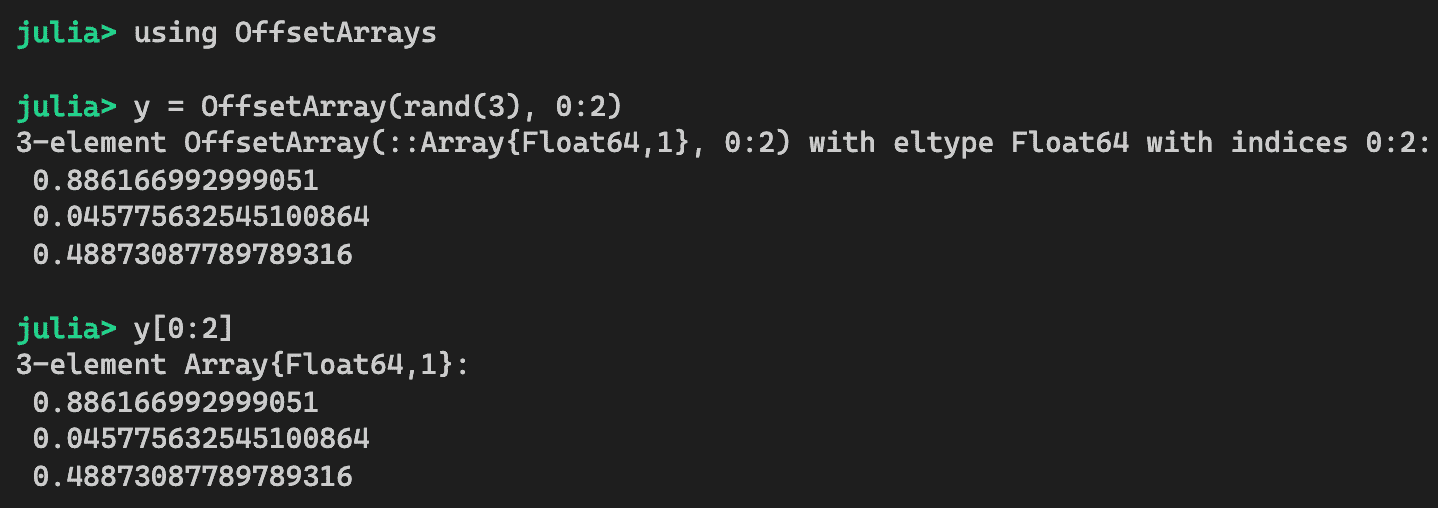 julia> using OffsetArrays
julia> y = OffsetArray(rand(3), 0:2)
3-element OffsetArray(::Array{Float64,1}, 0:2) with eltype Float64 with indices 0:2:
0.886166992999051
0.045775632545100864
0.48873087789789316
julia> y[0:2]
3-element Array{Float64,1}:
0.886166992999051
0.045775632545100864
0.48873087789789316